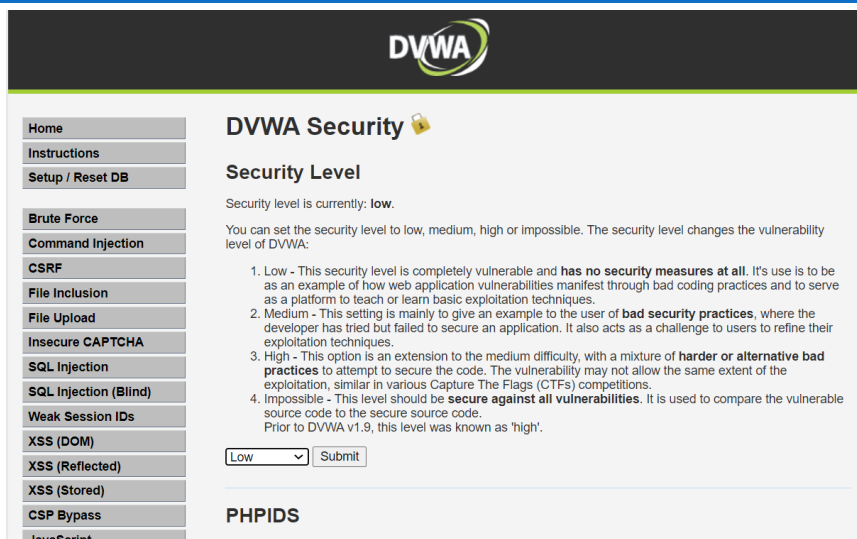 DVWA
Home
Instructions
Setup / Reset DB
Brute Force
Command Injection
CSRF
File Inclusion
File Upload
Insecure CAPTCHA
SQL Injection
SQL Injection (Blind)
Weak Session IDs
XSS (DOM)
XSS (Reflected)
XSS (Stored)
CSP Bypass
JavaScript
DVWA Security
Security Level
Security level is currently: low.
You can set the security level to low, medium, high or impossible. The security level changes the vulnerability
level of DVWA:
1. Low - This security level is completely vulnerable and has no security measures at all. It's use is to be
as an example of how web application vulnerabilities manifest through bad coding practices and to serve
as a platform to teach or learn basic exploitation techniques.
2. Medium - This setting is mainly to give an example to the user of bad security practices, where the
developer has tried but failed to secure an application. It also acts as a challenge to users to refine their
exploitation techniques.
3. High - This option is an extension to the medium difficulty, with a mixture of harder or alternative bad
practices to attempt to secure the code. The vulnerability may not allow the same extent of the
exploitation, similar in various Capture The Flags (CTFs) competitions.
4. Impossible - This level should be secure against all vulnerabilities. It is used to compare the vulnerable
source code to the secure source code.
Prior to DVWA v1.9, this level was known as 'high'.
Low Submit
PHPIDS